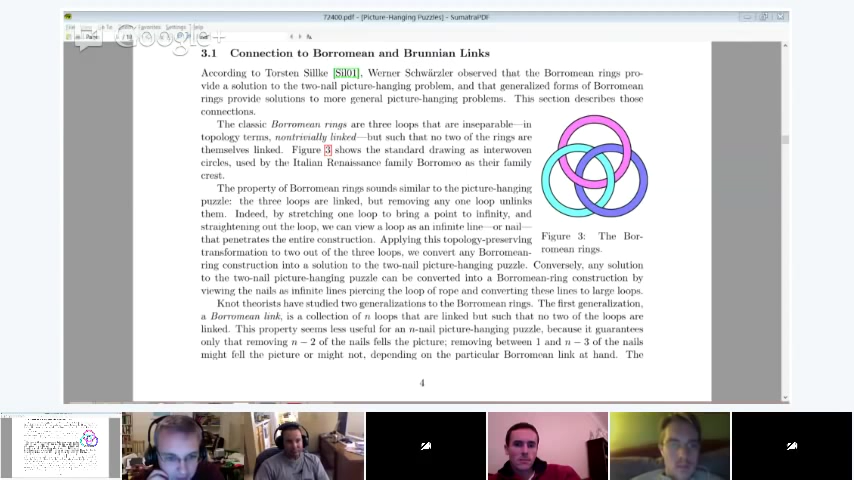 72400.pdf - [Picture-Hanging Puzzles] - SumatraPDF
Favorites Settings
Google+
3.1 Connection to Borromean and Brunnian Links
According to Torsten Sillke [Sil01], Werner Schwärzler observed that the Borromean rings pro-
vide a solution to the two-nail picture-hanging problem, and that generalized forms of Borromean
rings provide solutions to more general picture-hanging problems. This section describes those
connections.
The classic Borromean rings are three loops that are inseparable—in
topology terms, nontrivially linked—but such that no two of the rings are
themselves linked. Figure 3 shows the standard drawing as interwoven
circles, used by the Italian Renaissance family Borromeo as their family
crest.
The property of Borromean rings sounds similar to the picture-hanging
puzzle: the three loops are linked, but removing any one loop unlinks
them. Indeed, by stretching one loop to bring a point to infinity, and
straightening out the loop, we can view a loop as an infinite line—or nail—
that penetrates the entire construction. Applying this topology-preserving
transformation to two out of the three loops, we convert any Borromean-
ring construction into a solution to the two-nail picture-hanging puzzle. Conversely, any solution
to the two-nail picture-hanging puzzle can be converted into a Borromean-ring construction by
viewing the nails as infinite lines piercing the loop of rope and converting these lines to large loops.
Figure 3: The Bor-
romean rings.
Knot theorists have studied two generalizations to the Borromean rings. The first generalization,
a Borromean link, is a collection of n loops that are linked but such that no two of the loops are
linked. This property seems less useful for an n-nail picture-hanging puzzle, because it guarantees
only that removing n − 2 of the nails fells the picture; removing between 1 and n − 3 of the nails
might fell the picture or might not, depending on the particular Borromean link at hand. The
4